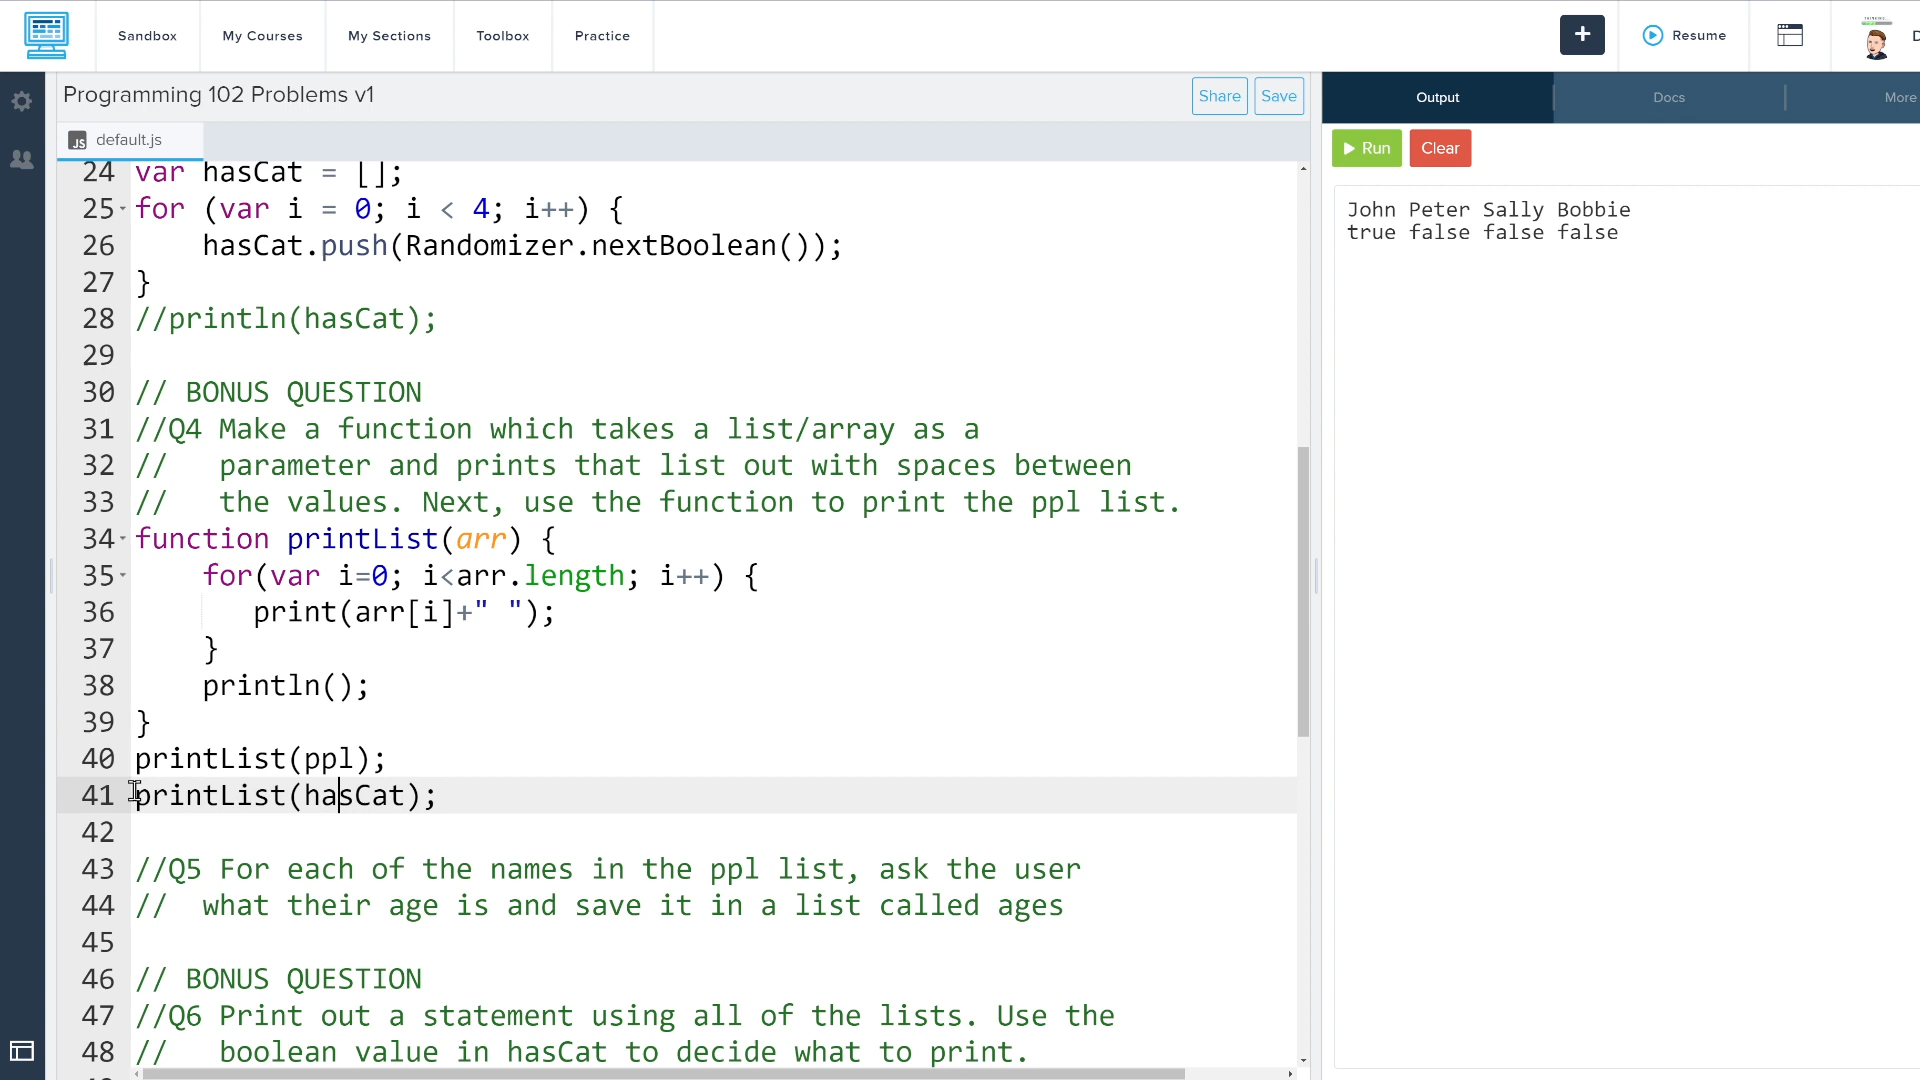 Sandbox
My Courses
My Sections
Toolbox
Practice
+
Resume
Programming 102 Problems v1
Share
Save
Output
Docs
More
JS default.js
Run
Clear
24 var hasCat = [];
25 for (var i = 0; i < 4; i++) {
26 hasCat.push(Randomizer.nextBoolean());
27 }
28 //println(hasCat);
29
30 // BONUS QUESTION
31 //Q4 Make a function which takes a list/array as a
32 // parameter and prints that list out with spaces between
33 // the values. Next, use the function to print the ppl list.
34 function printList(arr) {
35 for(var i=0; i<arr.length; i++) {
36 print(arr[i]+" ");
37 }
38 println();
39 }
40 printList(ppl);
41 printList(hasCat);
42
43 //Q5 For each of the names in the ppl list, ask the user
44 // what their age is and save it in a list called ages
45
46 // BONUS QUESTION
47 //Q6 Print out a statement using all of the lists. Use the
48 // boolean value in hasCat to decide what to print.
John Peter Sally Bobbie
true false false false